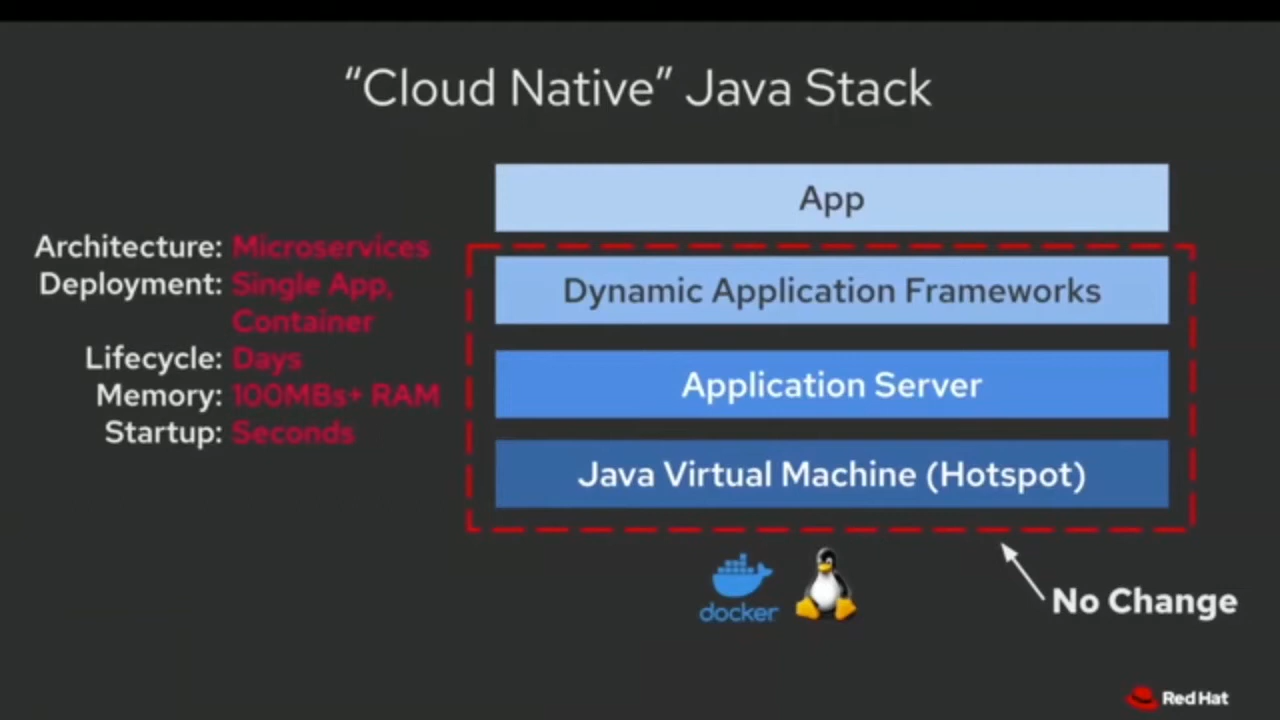 “Cloud Native” Java Stack
App
Architecture: Microservices
Deployment: Single App,
Container
Lifecycle: Days
Memory: 100MBs+ RAM
Startup: Seconds
Dynamic Application Frameworks
Application Server
Java Virtual Machine (Hotspot)
docker
No Change
Red Hat